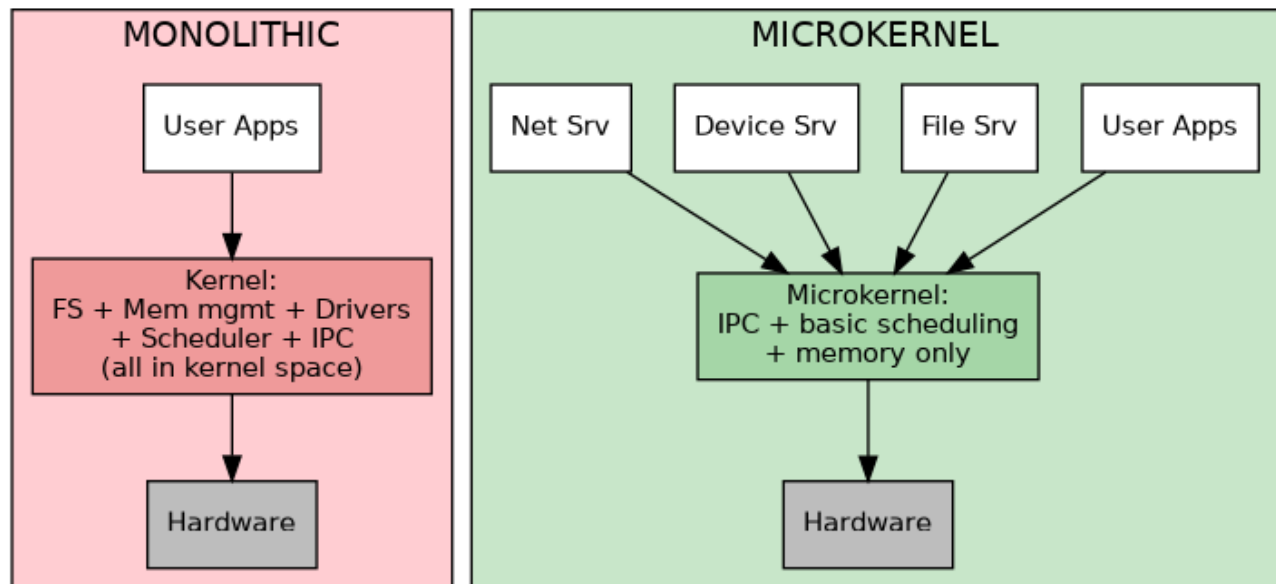 MONOLITHIC
User Apps
Kernel:
FS + Mem mgmt + Drivers
+ Scheduler + IPC
(all in kernel space)
Hardware
MICROKERNEL
Net Srv
Device Srv
File Srv
User Apps
Microkernel:
IPC + basic scheduling
+ memory only
Hardware